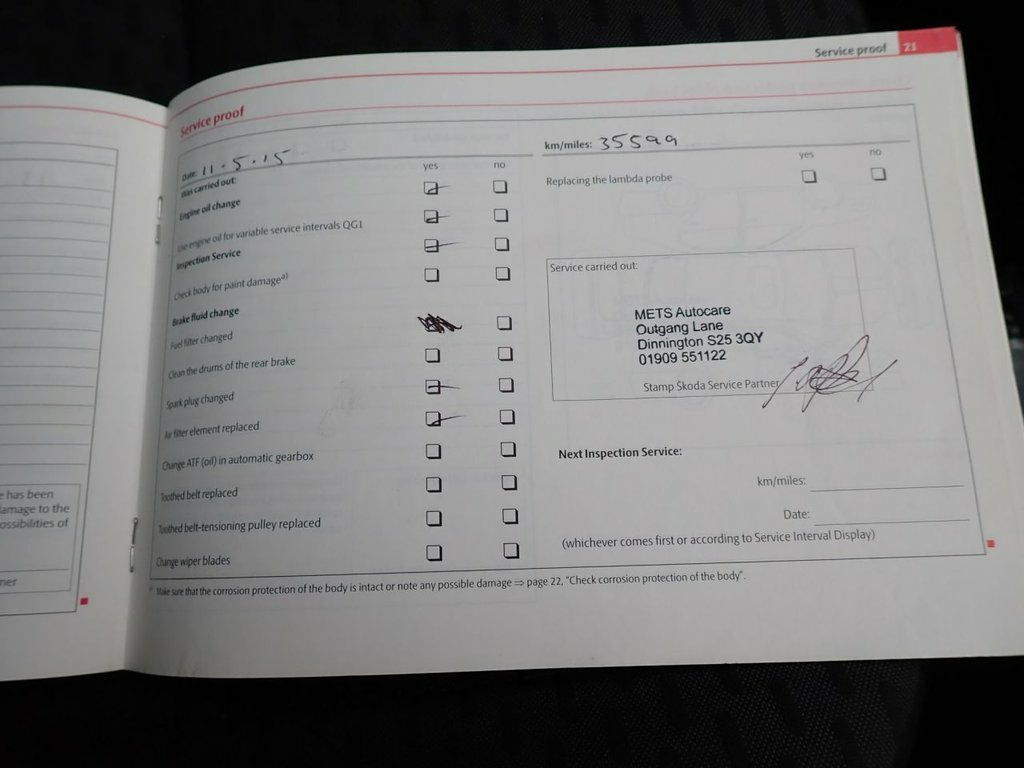 Service proof 21
Service proof
Date: 11.5.15
km/miles: 35599
yes no
yes no
Was carried out:
Replacing the lambda probe
Engine oil change
Use engine oil for variable service intervals QG1
Inspection Service
Check body for paint damage a)
Brake fluid change
Fuel filter changed
Clean the drums of the rear brake
Spark plug changed
Air filter element replaced
Change ATF (oil) in automatic gearbox
Toothed belt replaced
Toothed belt-tensioning pulley replaced
Change wiper blades
Service carried out:
METS Autocare
Outgang Lane
Dinnington S25 3QY
01909 551122
Stamp Škoda Service Partner
Next Inspection Service:
km/miles:
Date:
(whichever comes first or according to Service Interval Display)
a) Make sure that the corrosion protection of the body is intact or note any possible damage ⇒ page 22, "Check corrosion protection of the body".
e has been
amage to the
ossibilities of
ner